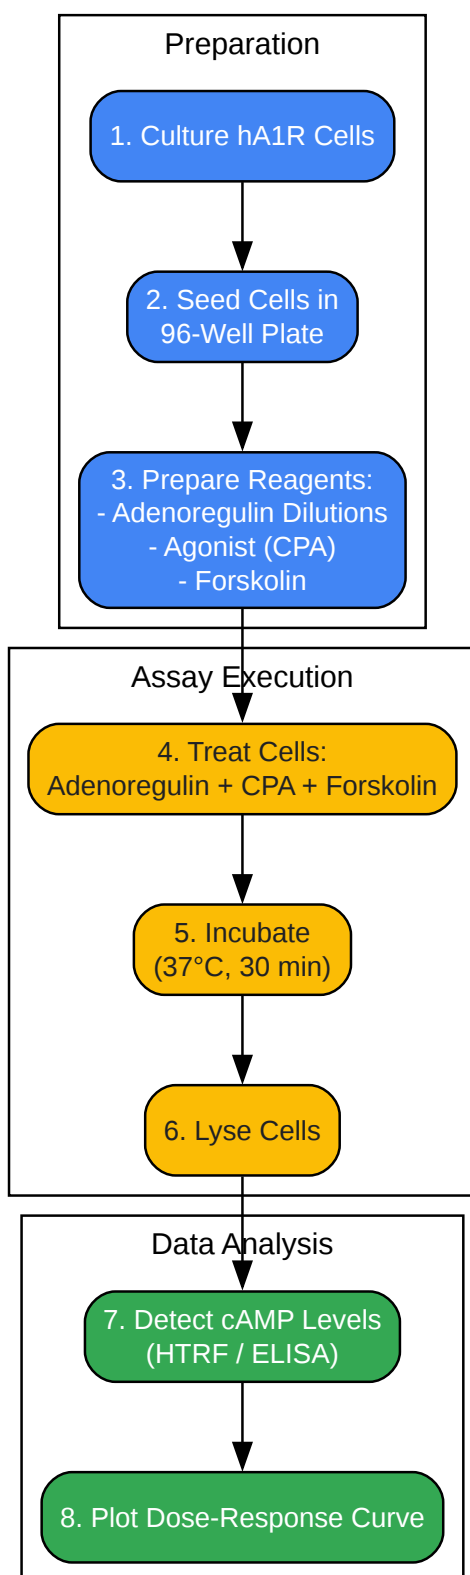 Preparation
1. Culture hA1R Cells
2. Seed Cells in
96-Well Plate
3. Prepare Reagents:
- Adenoregulin Dilutions
- Agonist (CPA)
- Forskolin
Assay Execution
4. Treat Cells:
Adenoregulin + CPA + Forskolin
5. Incubate
(37°C, 30 min)
6. Lyse Cells
Data Analysis
7. Detect cAMP Levels
(HTRF / ELISA)
8. Plot Dose-Response Curve